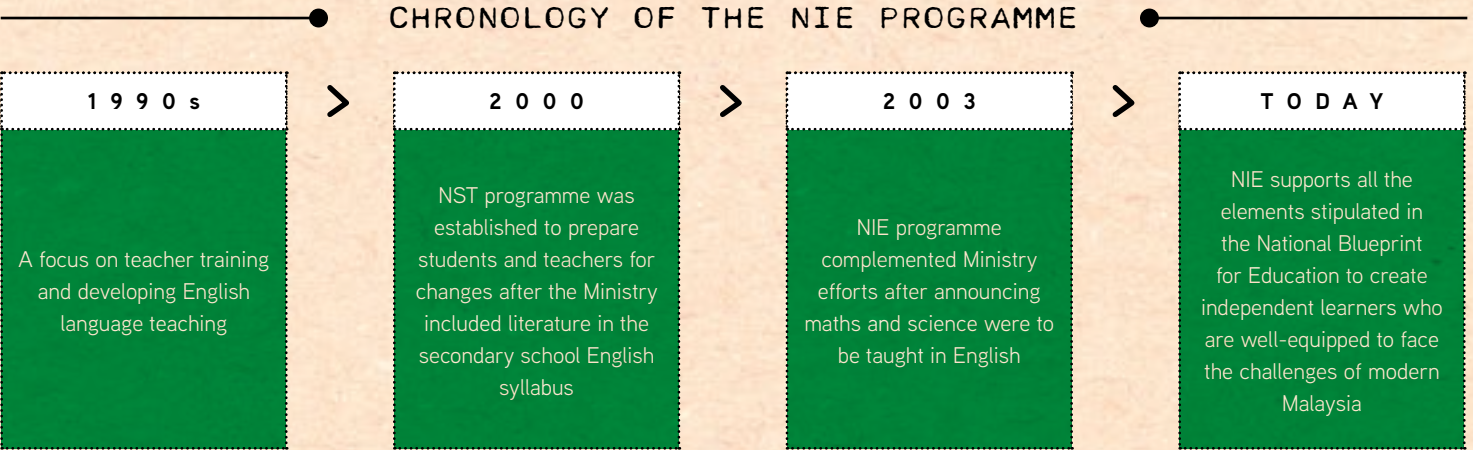 CHRONOLOGY OF THE NIE PROGRAMME
1990s
A focus on teacher training
and developing English
language teaching
>
2000
NST programme was
established to prepare
students and teachers for
changes after the Ministry
included literature in the
secondary school English
syllabus
>
2003
NIE programme
complemented Ministry
efforts after announcing
maths and science were to
be taught in English
>
TODAY
NIE supports all the
elements stipulated in
the National Blueprint
for Education to create
independent learners who
are well-equipped to face
the challenges of modern
Malaysia